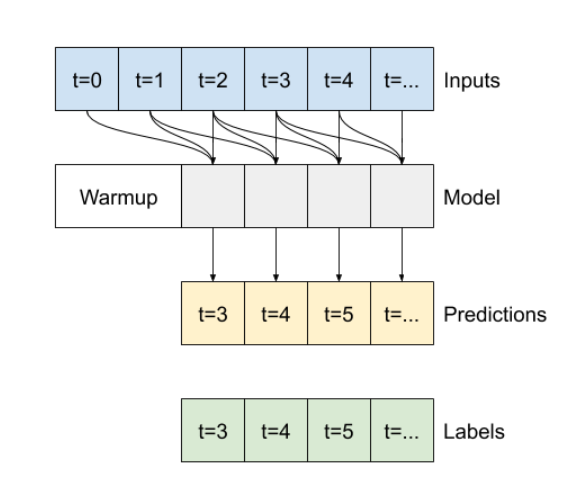 t=0 t=1 t=2 t=3 t=4 t=... Inputs
Warmup Model
t=3 t=4 t=5 t=... Predictions
t=3 t=4 t=5 t=... Labels